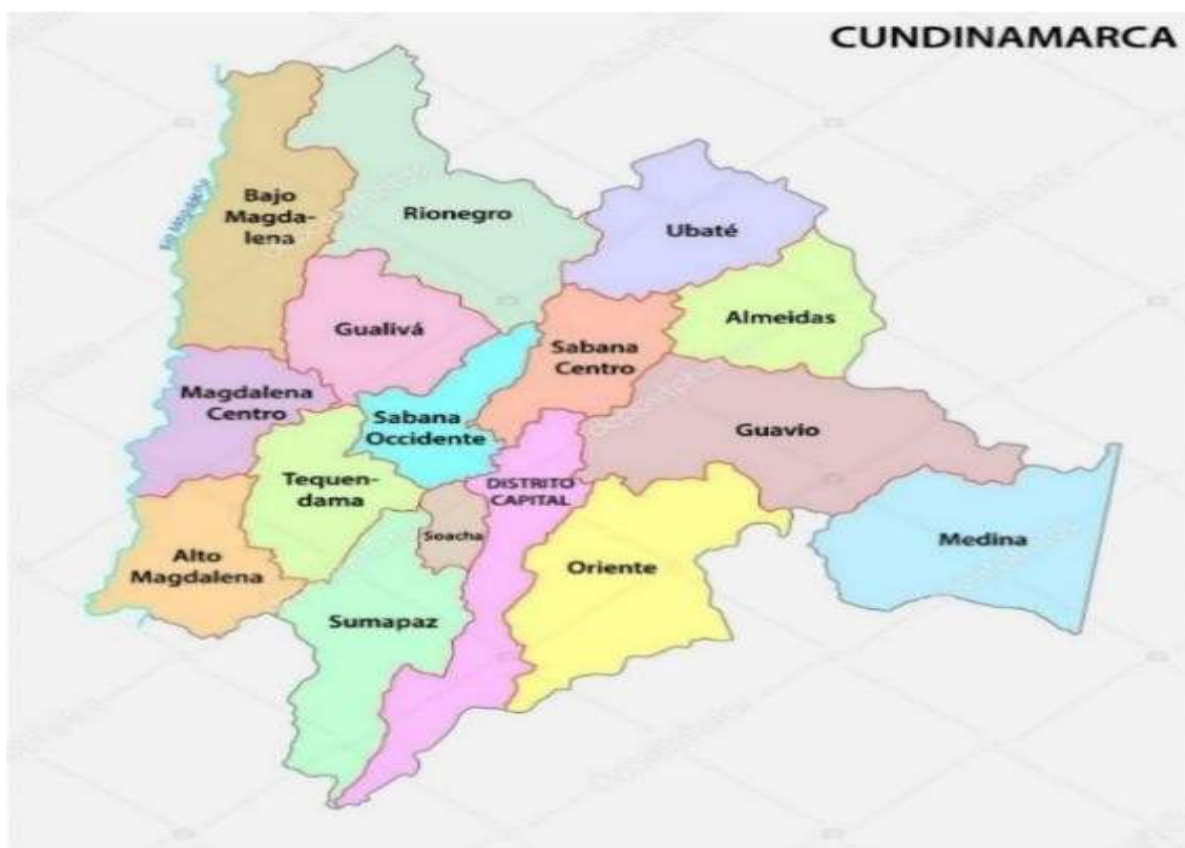 CUNDINAMARCA
Bajo
Magda-
lena
Rionegro
Ubaté
Gualivá
Almeidas
Sabana
Centro
Magdalena
Centro
Sabana
Occidente
Guavio
Tequen-
dama
DISTRITO
CAPITAL
Soacha
Medina
Alto
Magdalena
Oriente
Sumapaz
depositphotos